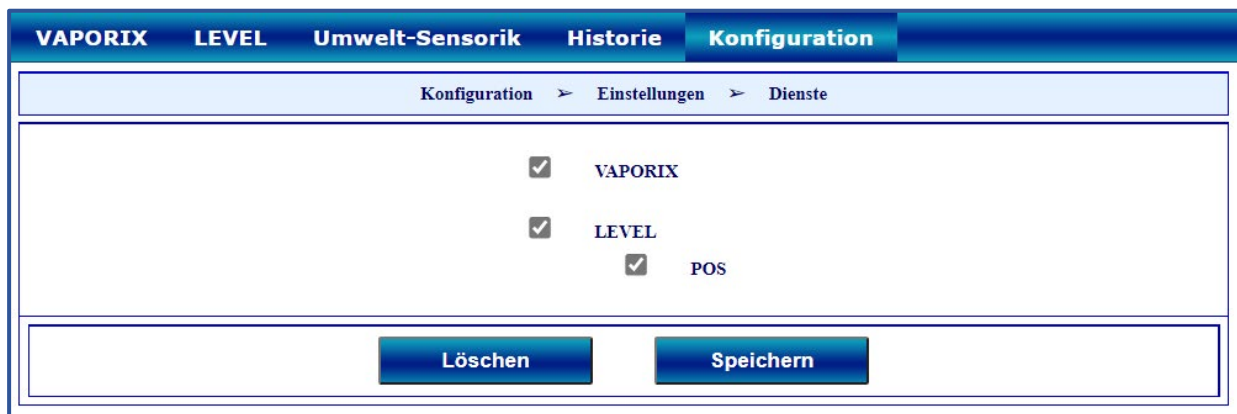 VAPORIX LEVEL Umwelt-Sensorik Historie Konfiguration
Konfiguration ➢ Einstellungen ➢ Dienste
VAPORIX
LEVEL
POS
Löschen Speichern